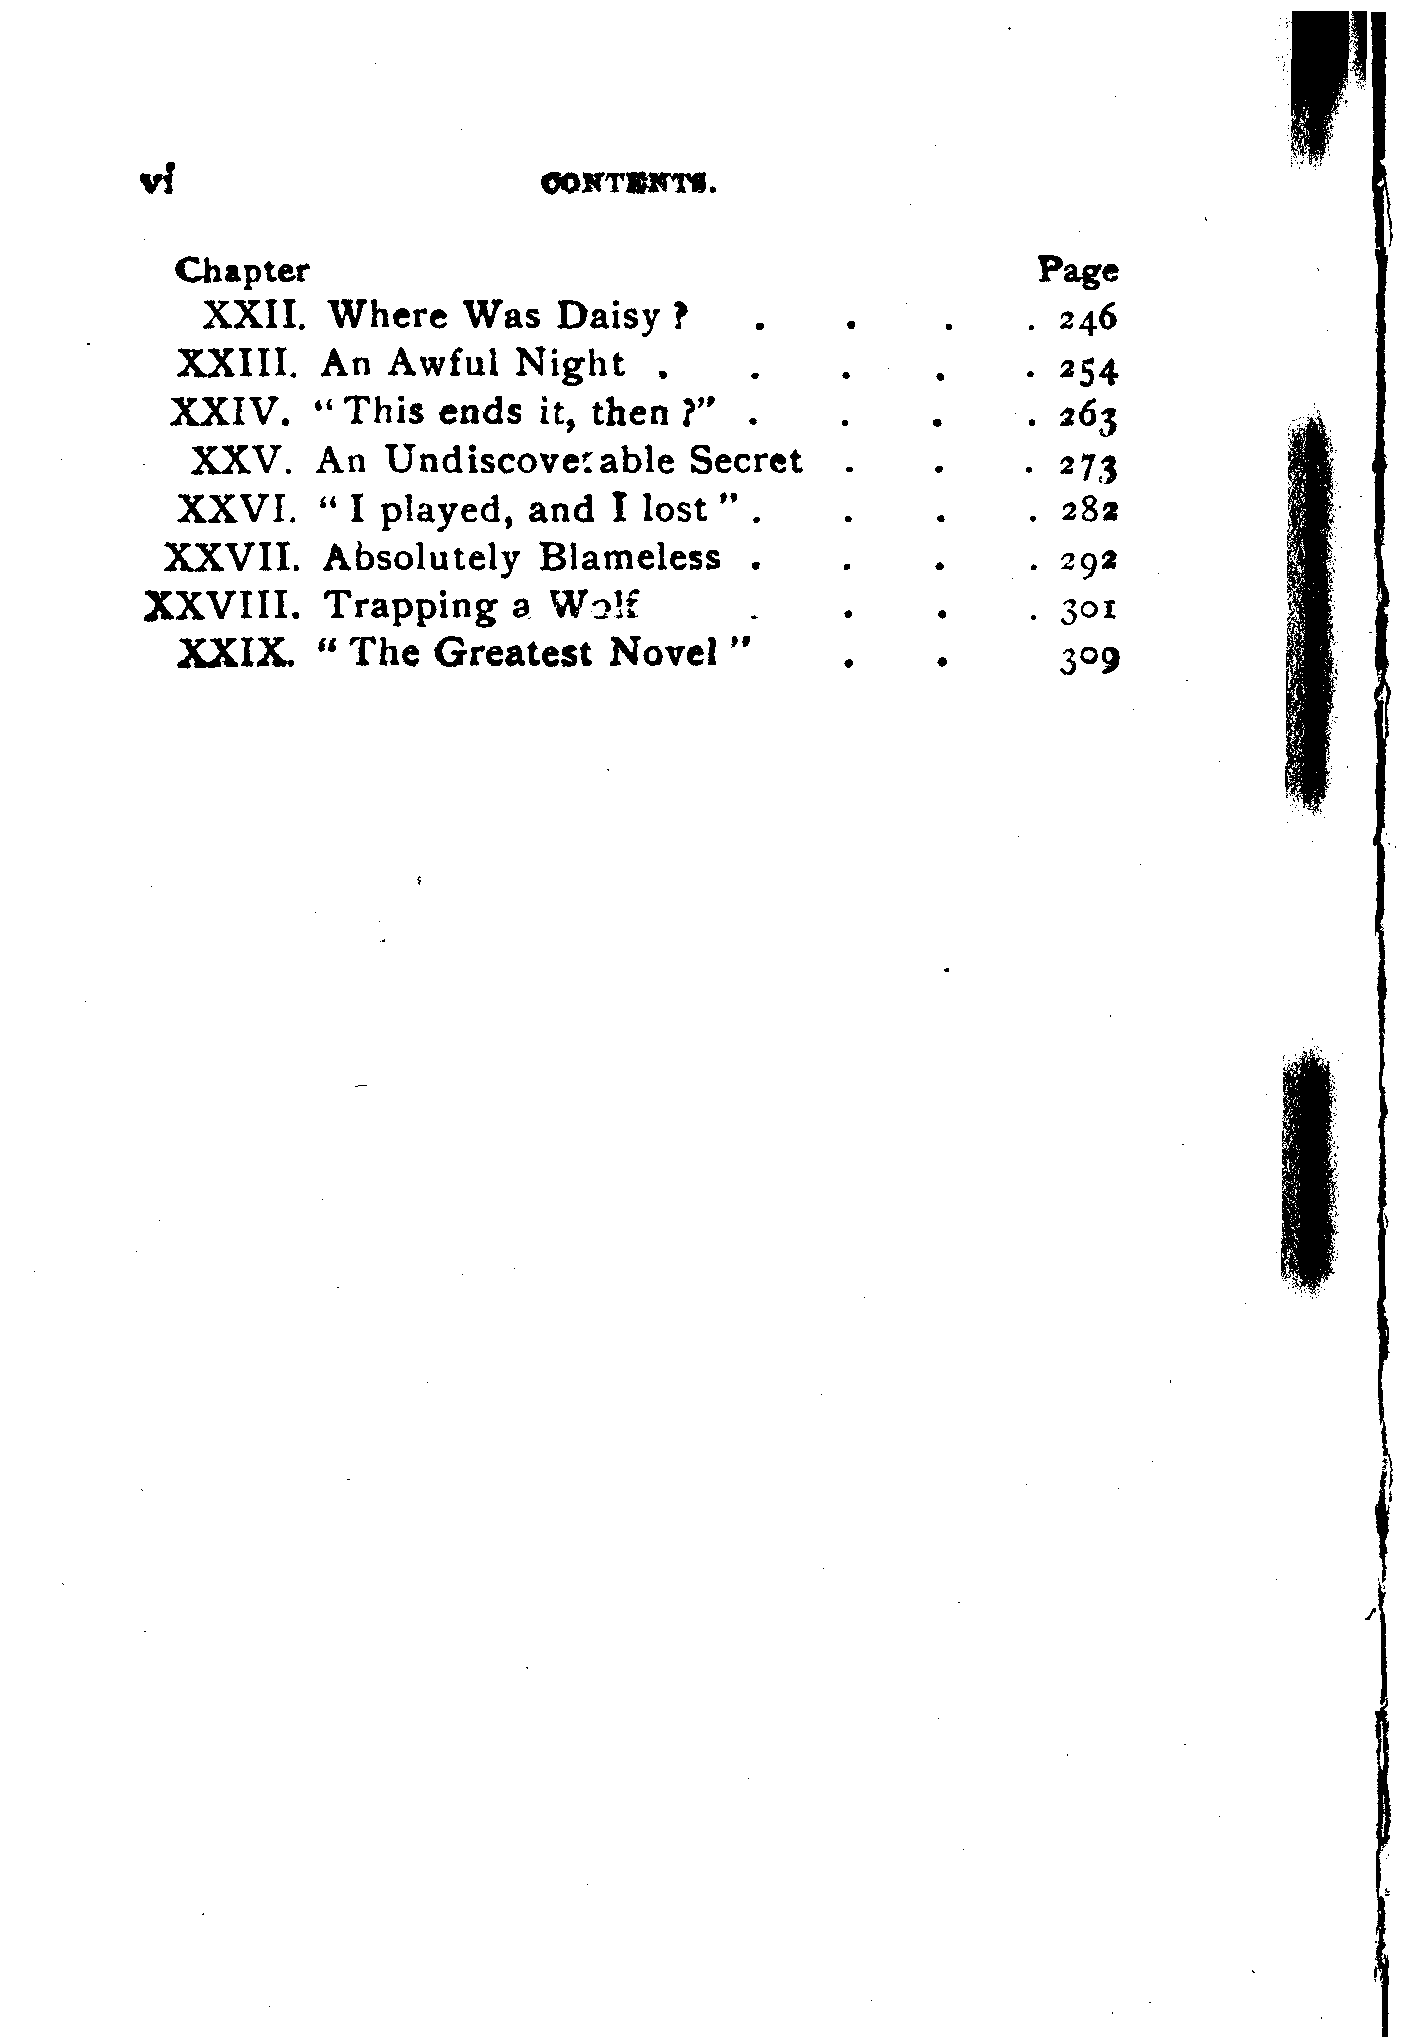 vi CONTENTS.
Chapter Page
XXII. Where Was Daisy ? . . . . 246
XXIII. An Awful Night . . . . . 254
XXIV. “ This ends it, then ?” . . . . 263
XXV. An Undiscoverable Secret . . . 273
XXVI. “ I played, and I lost ” . . . . 282
XXVII. Absolutely Blameless . . . . 292
XXVIII. Trapping a Wolf . . . . 301
XXIX. “ The Greatest Novel ” . . 309